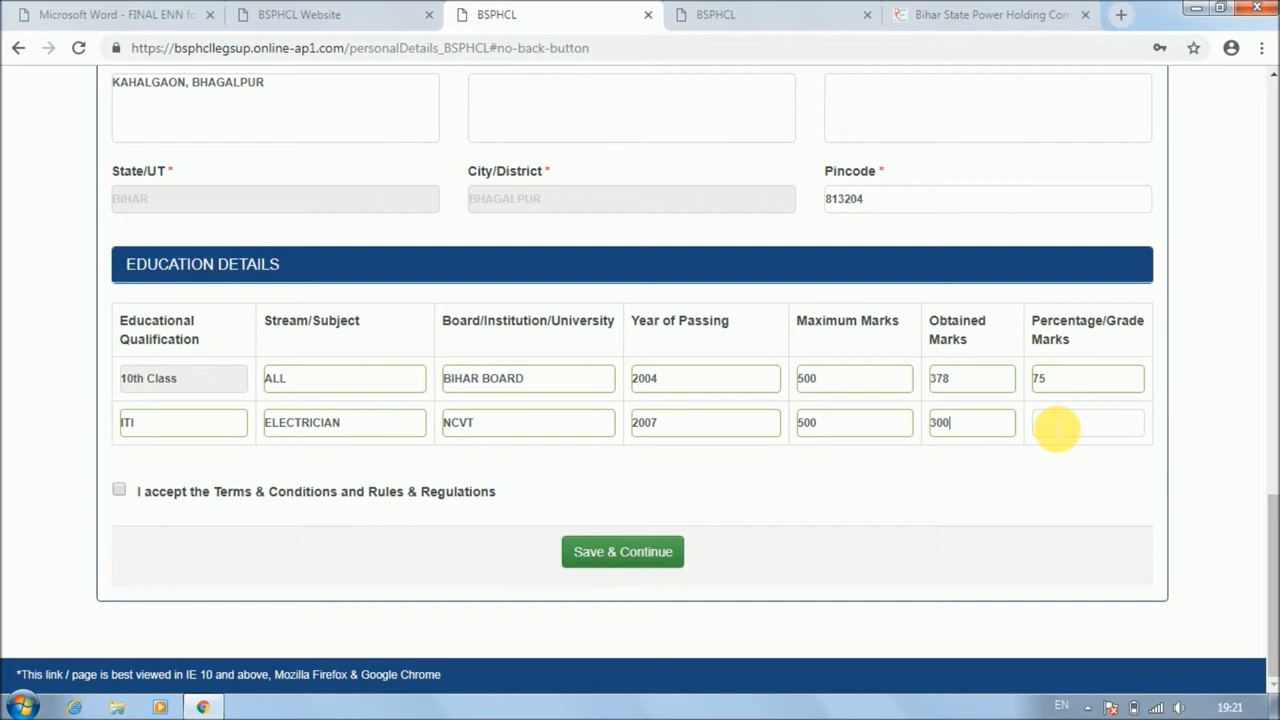 Microsoft Word - FINAL ENN fo
BSPHCL Website
BSPHCL
BSPHCL
Bihar State Power Holding Com
https://bsphcllegsup.online-ap1.com/personalDetails_BSPHCL#no-back-button
KAHALGAON, BHAGALPUR
State/UT * City/District * Pincode *
BIHAR BHAGALPUR 813204
EDUCATION DETAILS
Educational Qualification Stream/Subject Board/Institution/University Year of Passing Maximum Marks Obtained Marks Percentage/Grade Marks
10th Class ALL BIHAR BOARD 2004 500 378 75
ITI ELECTRICIAN NCVT 2007 500 300
I accept the Terms & Conditions and Rules & Regulations
Save & Continue
*This link / page is best viewed in IE 10 and above, Mozilla Firefox & Google Chrome
EN 19:21